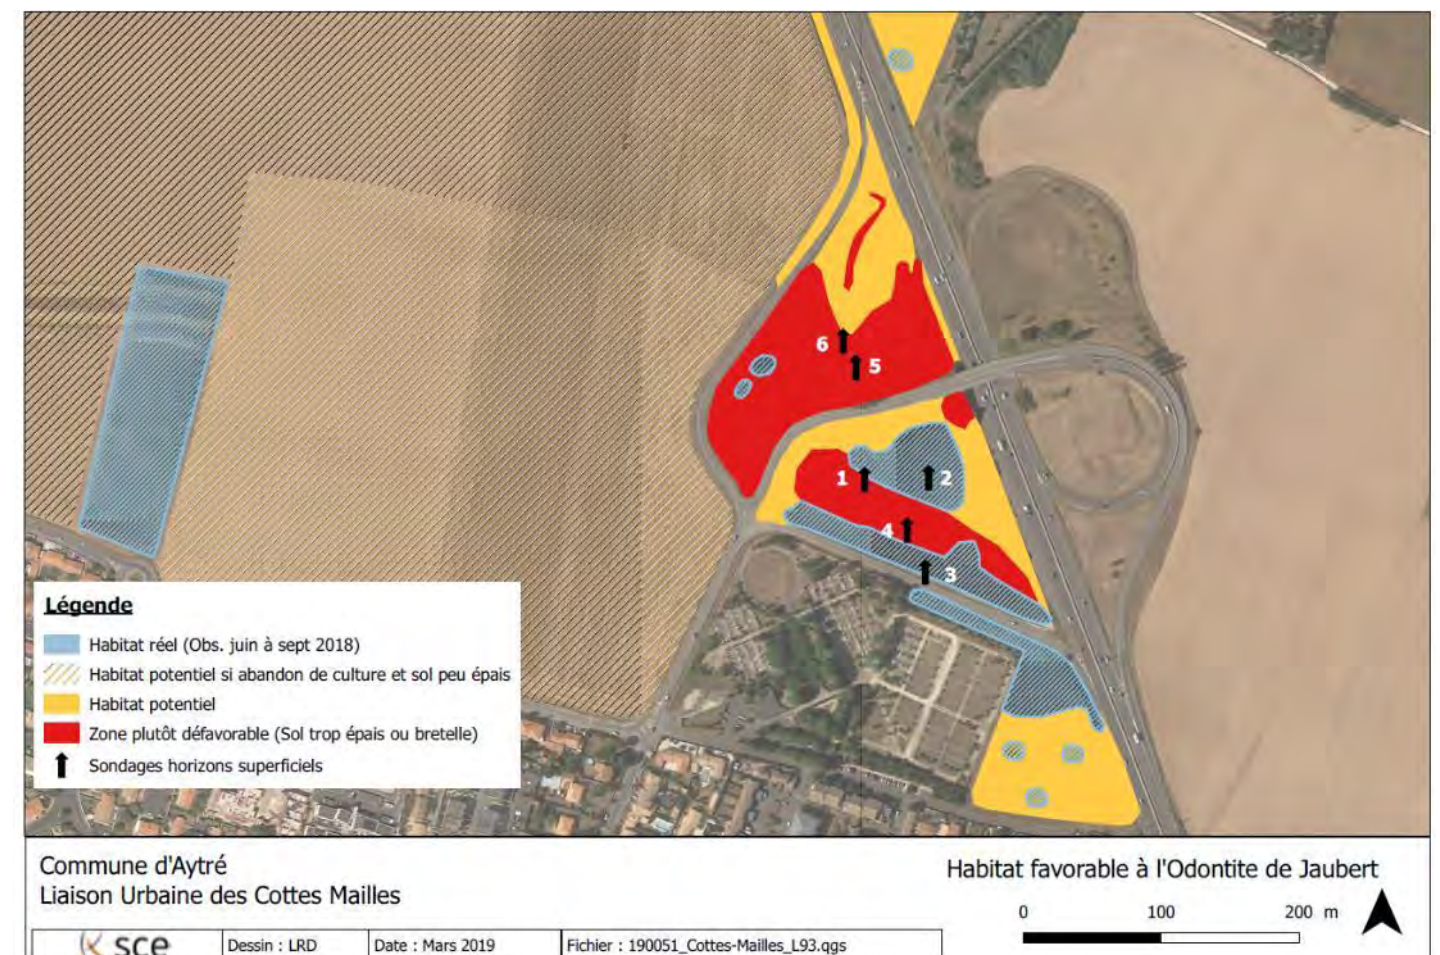 6
5
1
2
4
3
Légende
Habitat réel (Obs. juin à sept 2018)
Habitat potentiel si abandon de culture et sol peu épais
Habitat potentiel
Zone plutôt défavorable (Sol trop épais ou bretelle)
Sondages horizons superficiels
Commune d'Aytré
Liaison Urbaine des Cottes Mailles
Habitat favorable à l'Odontite de Jaubert
0 100 200 m
sce Dessin : LRD Date : Mars 2019 Fichier : 190051_Cottes-Mailles_L93.qgs